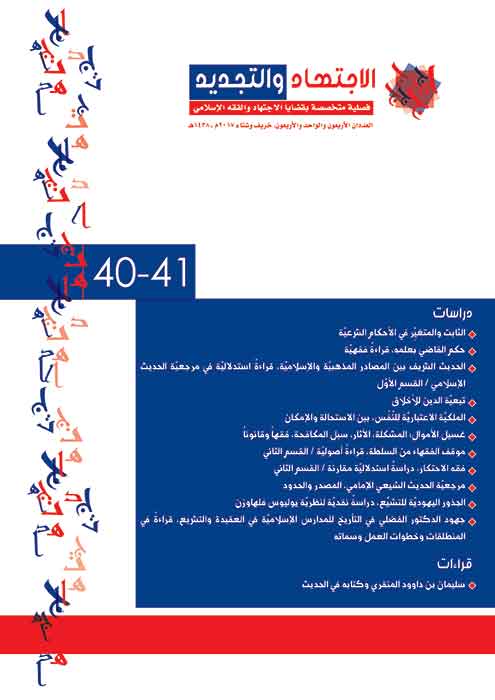 الاجتهاد والتجديد
فصلية متخصصة بقضايا الاجتهاد والفقه الإسلامي
العددان الأربعون والواحد والأربعون، خريف وشتاء ٢٠١٧م ـ ١٤٣٨هـ
40-41
دراسات
الثابت والمتغيّر في الأحكام الشرعيّة
حكم القاضي بعلمه، قراءةٌ فقهيّة
الحديث الشريف بين المصادر المذهبيّة والإسلاميّة، قراءةٌ استدلاليّة في مرجعيّة الحديث
الإسلامي / القسم الأوّل
تبعيّة الدين للأخلاق
الملكيّة الاعتباريّة للنَّفْس، بين الاستحالة والإمكان
غسيل الأموال: المشكلة، الآثار، سبل المكافحة، فقهاً وقانوناً
موقف الفقهاء من السلطة، قراءةٌ أصوليّة / القسم الثاني
فقه الاحتكار، دراسةٌ استدلاليّة مقارنة / القسم الثاني
مرجعيّة الحديث الشيعي الإمامي، المصدر والحدود
الجذور اليهوديّة للتشيُّع، دراسةٌ نقديّة لنظريّة يوليوس فلهاوزن
جهود الدكتور الفضلي في التأريخ للمدارس الإسلاميّة في العقيدة والتشريع، قراءةٌ في
المنطلقات وخطوات العمل وسماته
قراءات
سليمان بن داوود المنقري وكتابه في الحديث